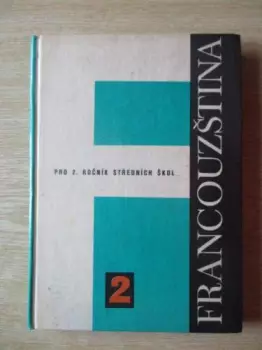 FRANCOUZŠTINA
PRO 2. ROČNÍK STŘEDNÍCH ŠKOL
2